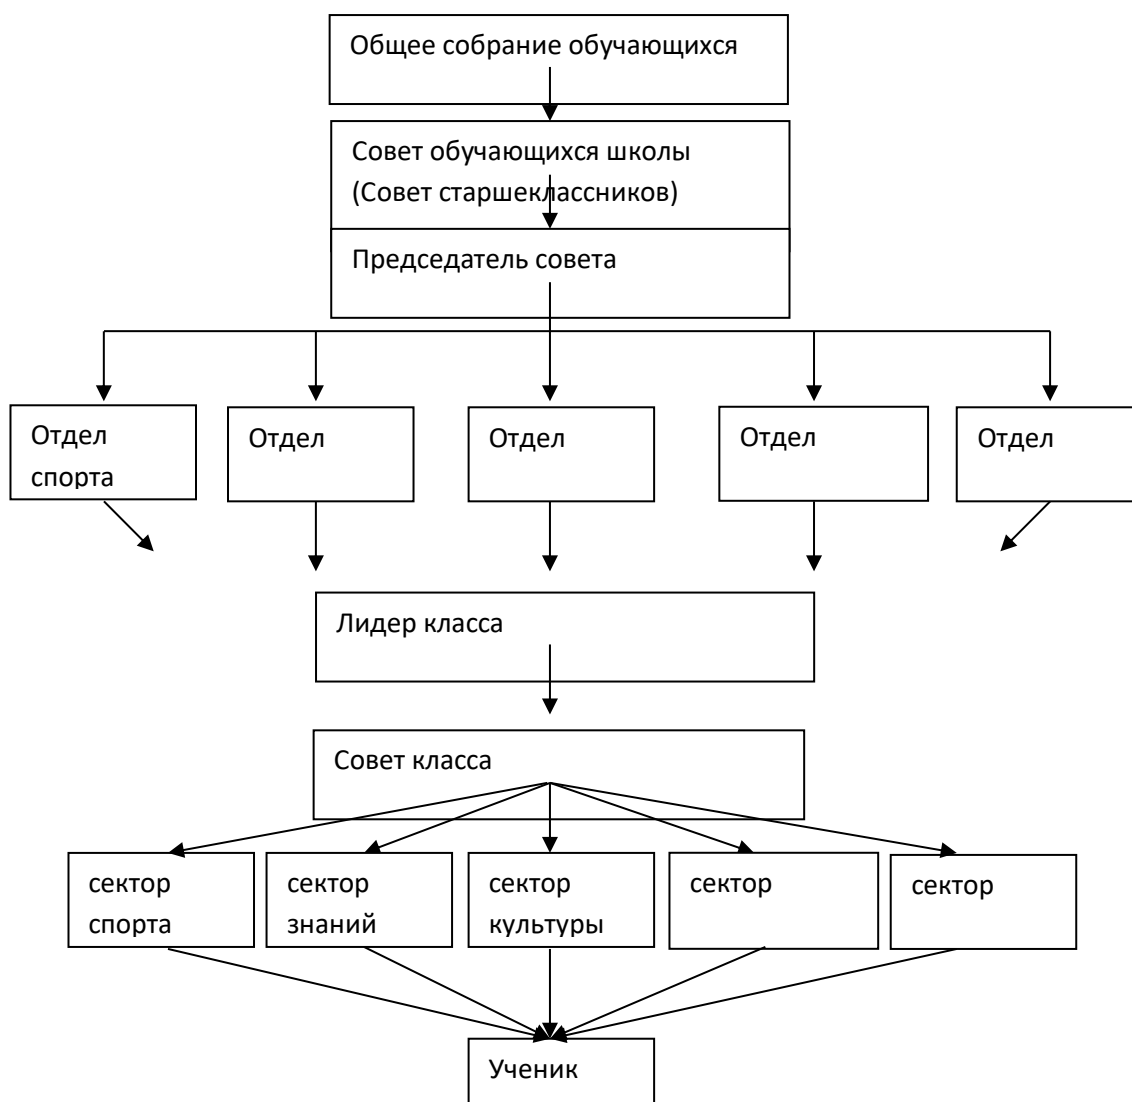 Общее собрание обучающихся
Совет обучающихся школы
(Совет старшеклассников)
Председатель совета
Отдел
спорта
Отдел
Отдел
Отдел
Отдел
Лидер класса
Совет класса
сектор
спорта
сектор
знаний
сектор
культуры
сектор
сектор
Ученик